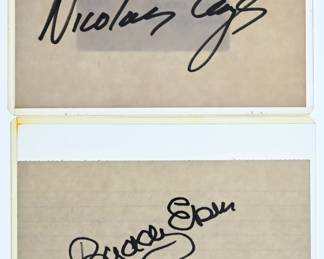 Nicolas Cage
Buddy Ebsen